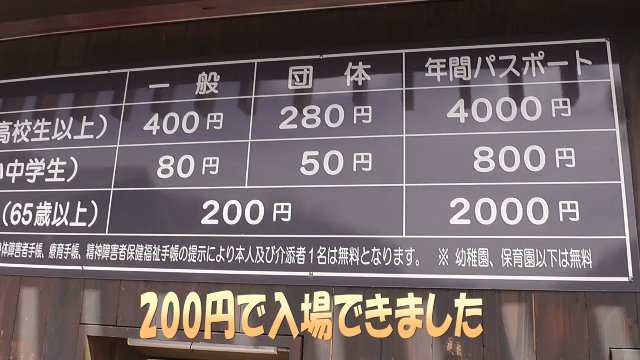 一般 団体 年間パスポート
高校生以上) 400円 280円 4000円
小中学生) 80円 50円 800円
(65歳以上) 200円 2000円
体障害者手帳、療育手帳、精神障害者保健福祉手帳の提示により本人及び介添者1名は無料となります。 ※ 幼稚園、保育園以下は無料
200円で入場できました